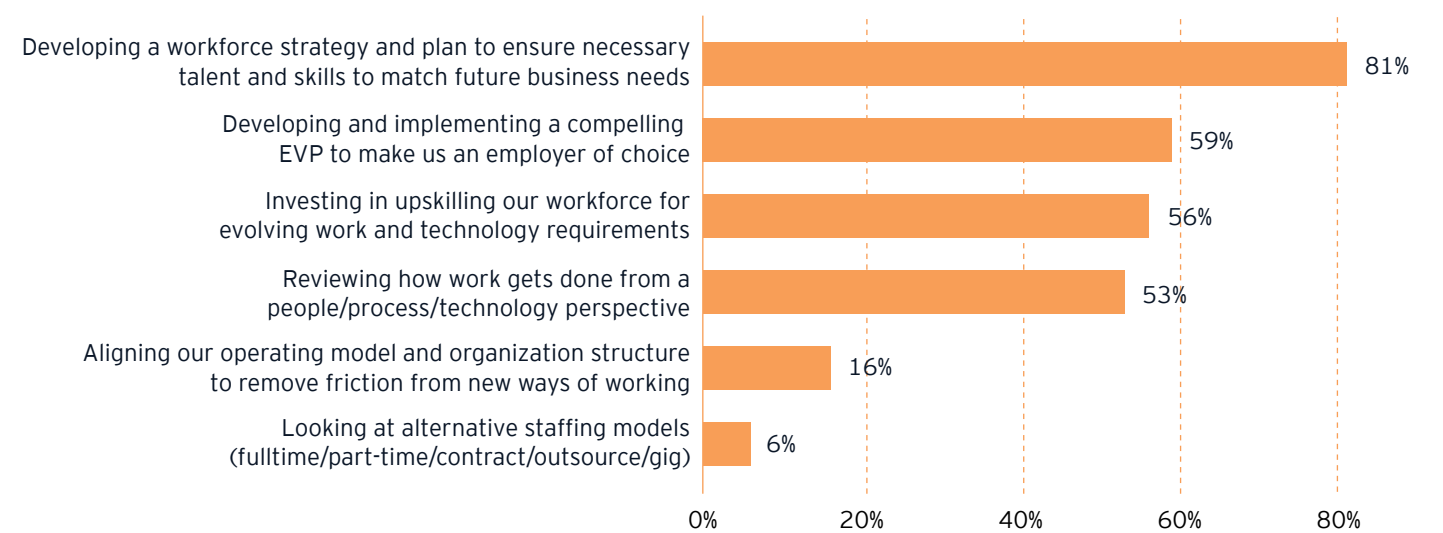 Developing a workforce strategy and plan to ensure necessary
talent and skills to match future business needs
81%
Developing and implementing a compelling
EVP to make us an employer of choice
59%
Investing in upskilling our workforce for
evolving work and technology requirements
56%
Reviewing how work gets done from a
people/process/technology perspective
53%
Aligning our operating model and organization structure
to remove friction from new ways of working
16%
Looking at alternative staffing models
(fulltime/part-time/contract/outsource/gig)
6%
0% 20% 40% 60% 80%